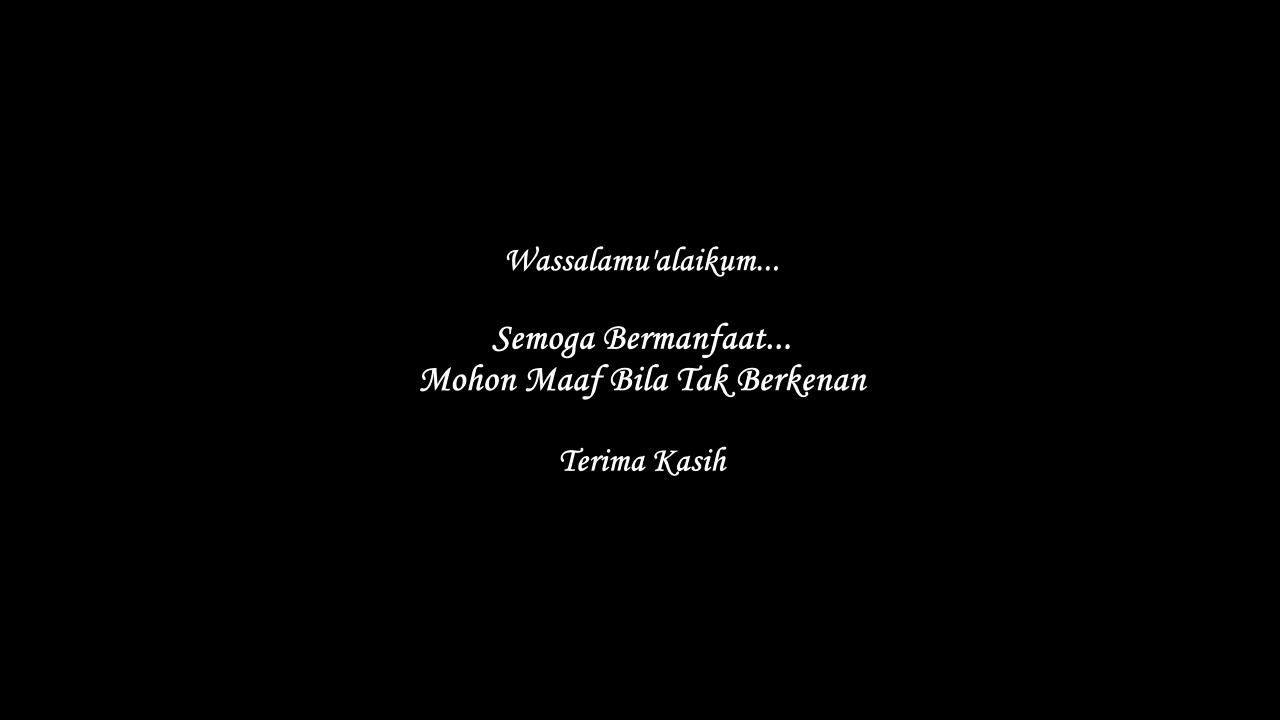 Wassalamu'alaikum...
Semoga Bermanfaat...
Mohon Maaf Bila Tak Berkenan
Terima Kasih